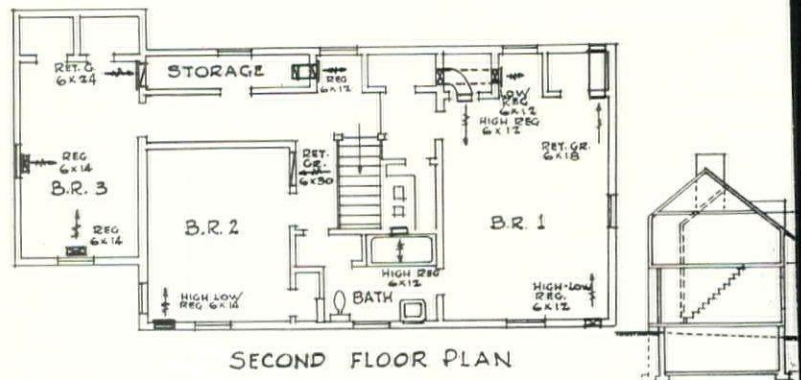 RET. G.
6X24
STORAGE
REG
6X12
LOW
REG
6X12
HIGH REG
6X12
RET. GR.
6X18
REG
6X14
B.R. 3
REG
6X14
RET.
GR.
6X30
B.R. 2
B.R. 1
HIGH REG
6X12
BATH
HIGH LOW
REG 6X14
HIGH-LOW
REG.
6X12
SECOND FLOOR PLAN